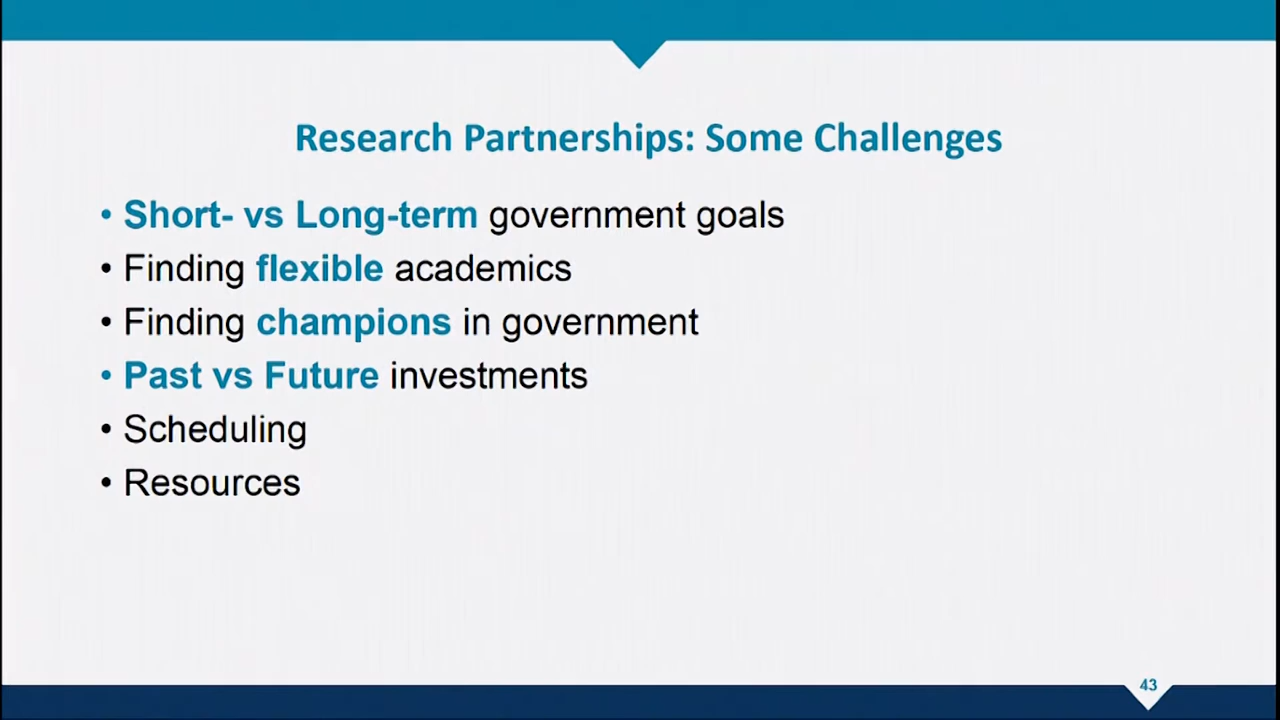 Research Partnerships: Some Challenges
• Short- vs Long-term government goals
• Finding flexible academics
• Finding champions in government
• Past vs Future investments
• Scheduling
• Resources
43